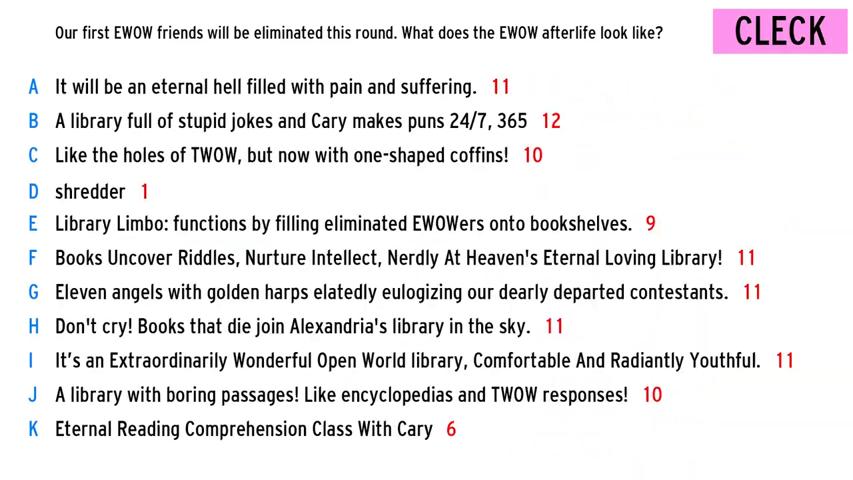 Our first EWOW friends will be eliminated this round. What does the EWOW afterlife look like?
CLECK
A It will be an eternal hell filled with pain and suffering. 11
B A library full of stupid jokes and Cary makes puns 24/7, 365 12
C Like the holes of TWOW, but now with one-shaped coffins! 10
D shredder 1
E Library Limbo: functions by filling eliminated EWOWers onto bookshelves. 9
F Books Uncover Riddles, Nurture Intellect, Nerdly At Heaven's Eternal Loving Library! 11
G Eleven angels with golden harps elatedly eulogizing our dearly departed contestants. 11
H Don't cry! Books that die join Alexandria's library in the sky. 11
I It’s an Extraordinarily Wonderful Open World library, Comfortable And Radiantly Youthful. 11
J A library with boring passages! Like encyclopedias and TWOW responses! 10
K Eternal Reading Comprehension Class With Cary 6